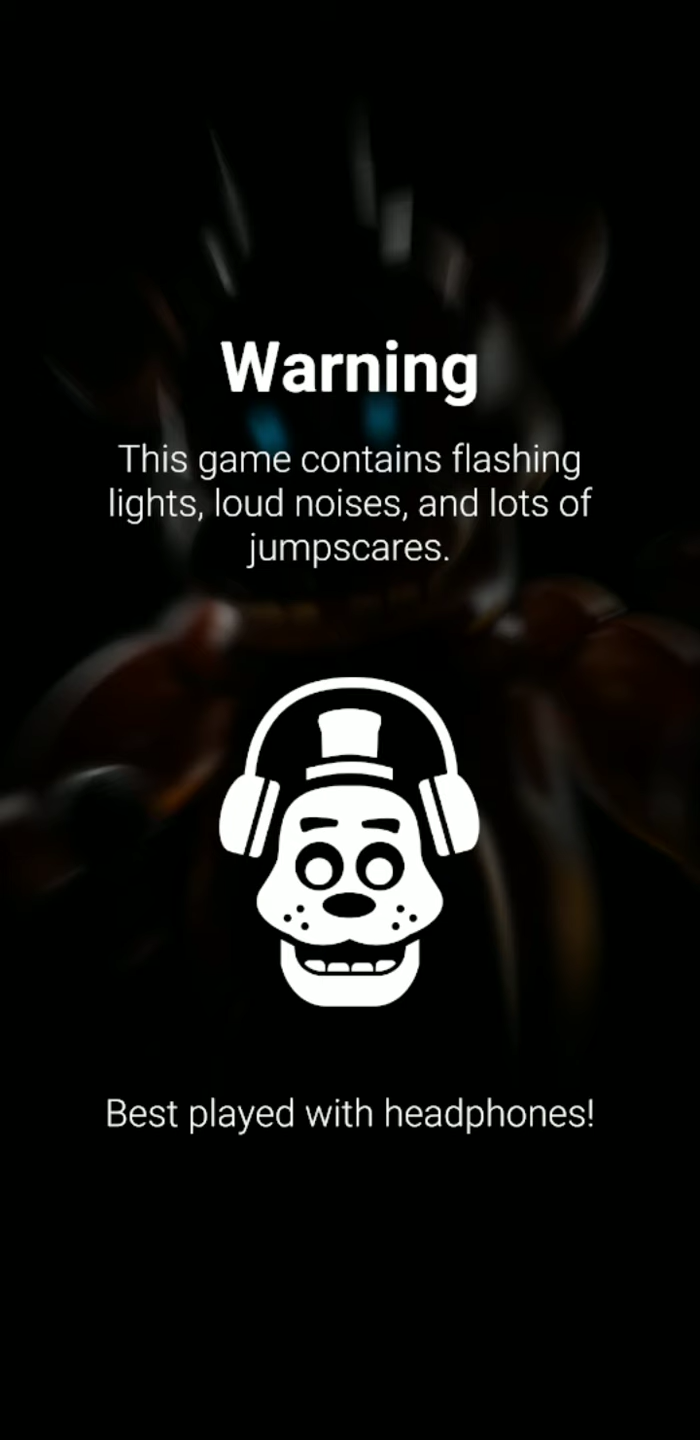 Warning
This game contains flashing
lights, loud noises, and lots of
jumpscares.
Best played with headphones!